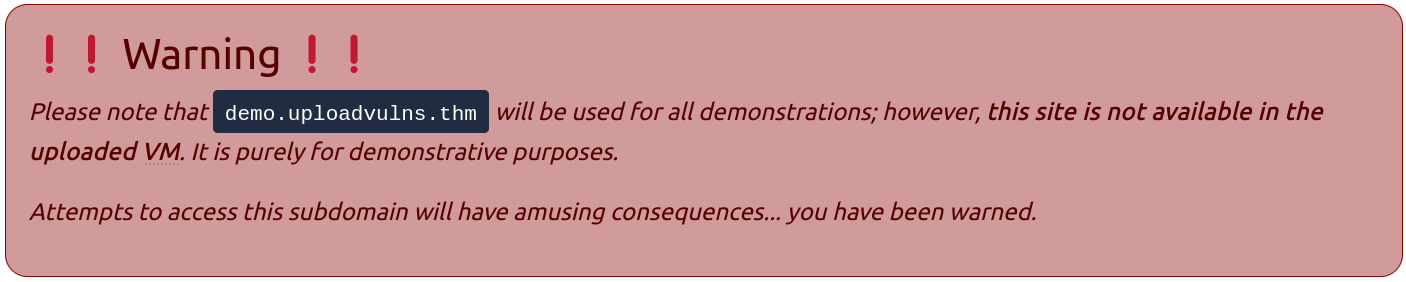 ❗❗ Warning ❗❗
Please note that demo.uploadvulns.thm will be used for all demonstrations; however, this site is not available in the
uploaded VM. It is purely for demonstrative purposes.
Attempts to access this subdomain will have amusing consequences... you have been warned.